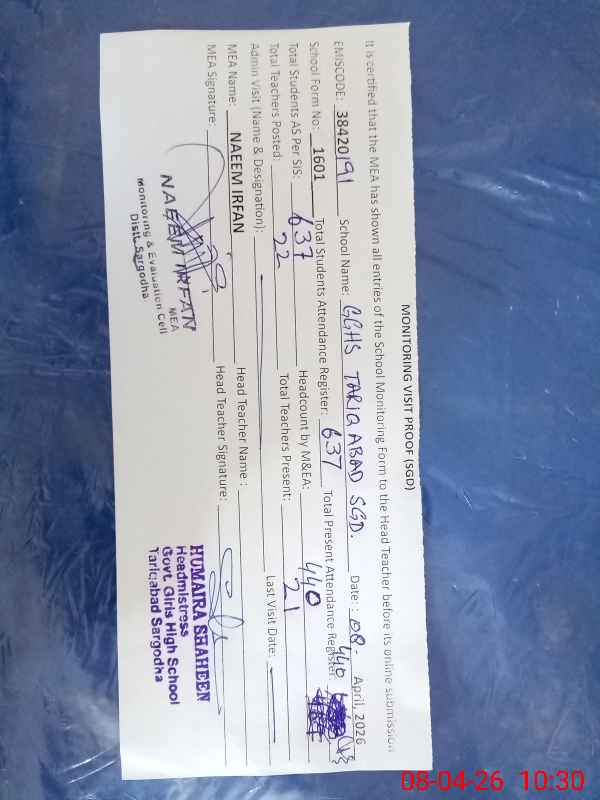 MONITORING VISIT PROOF (SGD)
It is certified that the MEA has shown all entries of the School Monitoring Form to the Head Teacher before its online submission
EMISCODE: 38420191 School Name: GGHS TARIQ ABAD SGD. Date: : 08- April, 2026
School Form No: 1601 Total Students Attendance Register: 637 Total Present Attendance Register: 440
Total Students AS Per SIS: 637 Headcount by M&EA: 440
Total Teachers Posted: 22 Total Teachers Present: 21
Admin Visit (Name & Designation): Last Visit Date:
MEA Name: NAEEM IRFAN Head Teacher Name :
MEA Signature: Head Teacher Signature:
NAEEM IRFAN
MEA
Monitoring & Evaluation Cell
Distt. Sargodha
HUMAIRA SHAHEEN
Headmistress
Govt. Girls High School
Tariqabad Sargodha
08-04-26 10:30